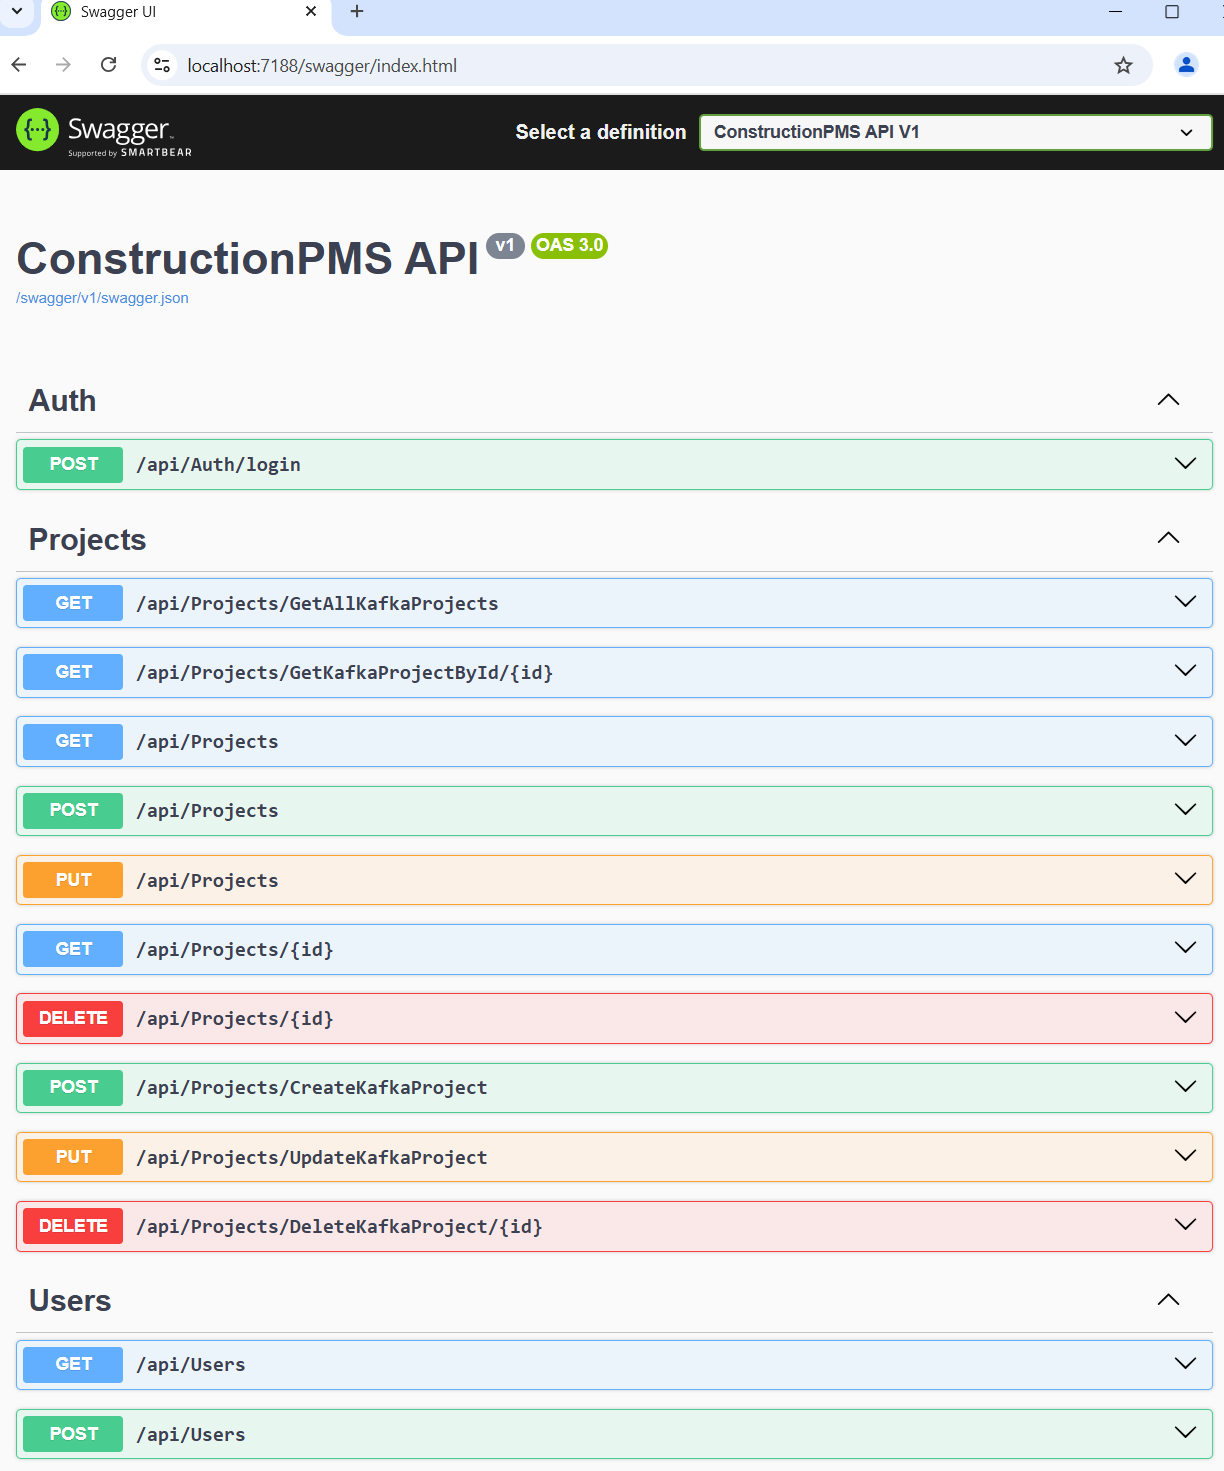 Swagger UI
localhost:7188/swagger/index.html
Swagger
Supported by SMARTBEAR
Select a definition
ConstructionPMS API V1
ConstructionPMS API v1 OAS 3.0
/swagger/v1/swagger.json
Auth
POST /api/Auth/login
Projects
GET /api/Projects/GetAllKafkaProjects
GET /api/Projects/GetKafkaProjectById/{id}
GET /api/Projects
POST /api/Projects
PUT /api/Projects
GET /api/Projects/{id}
DELETE /api/Projects/{id}
POST /api/Projects/CreateKafkaProject
PUT /api/Projects/UpdateKafkaProject
DELETE /api/Projects/DeleteKafkaProject/{id}
Users
GET /api/Users
POST /api/Users